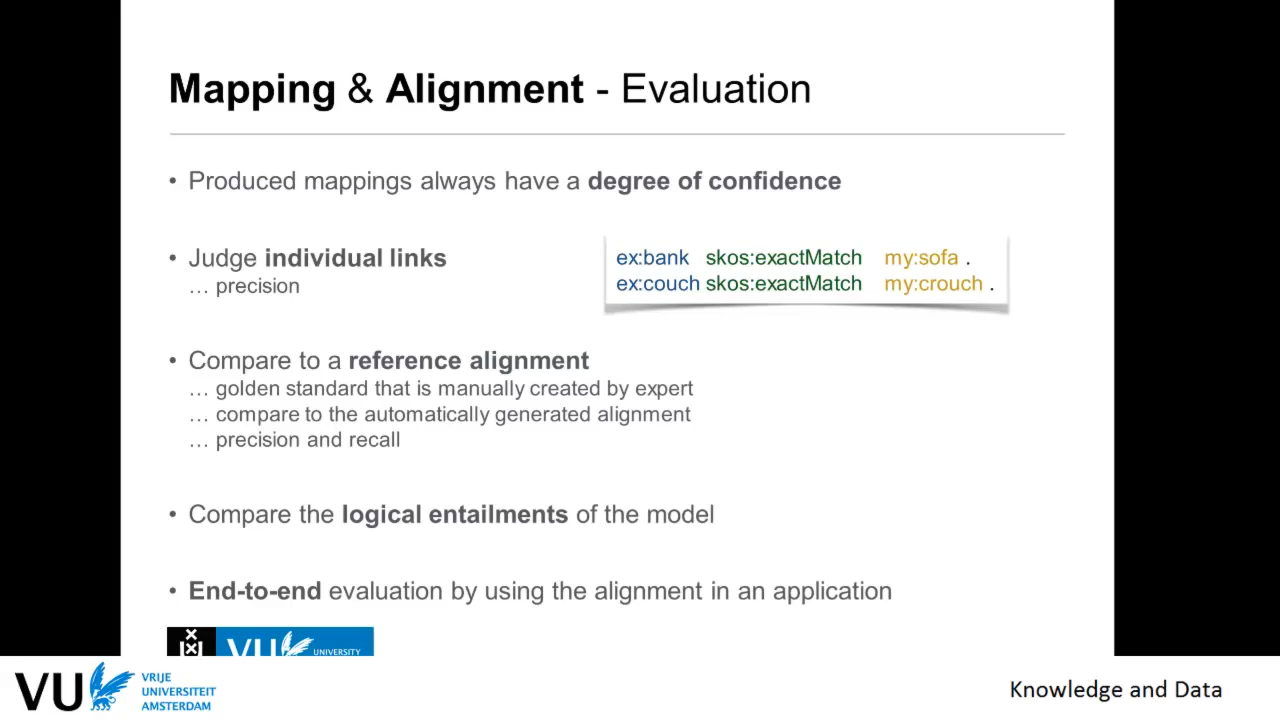 Mapping & Alignment - Evaluation
• Produced mappings always have a degree of confidence
• Judge individual links
… precision
ex:bank skos:exactMatch my:sofa .
ex:couch skos:exactMatch my:crouch .
• Compare to a reference alignment
… golden standard that is manually created by expert
… compare to the automatically generated alignment
… precision and recall
• Compare the logical entailments of the model
• End-to-end evaluation by using the alignment in an application
VU UNIVERSITY
VU VRIJE
UNIVERSITEIT
AMSTERDAM
Knowledge and Data